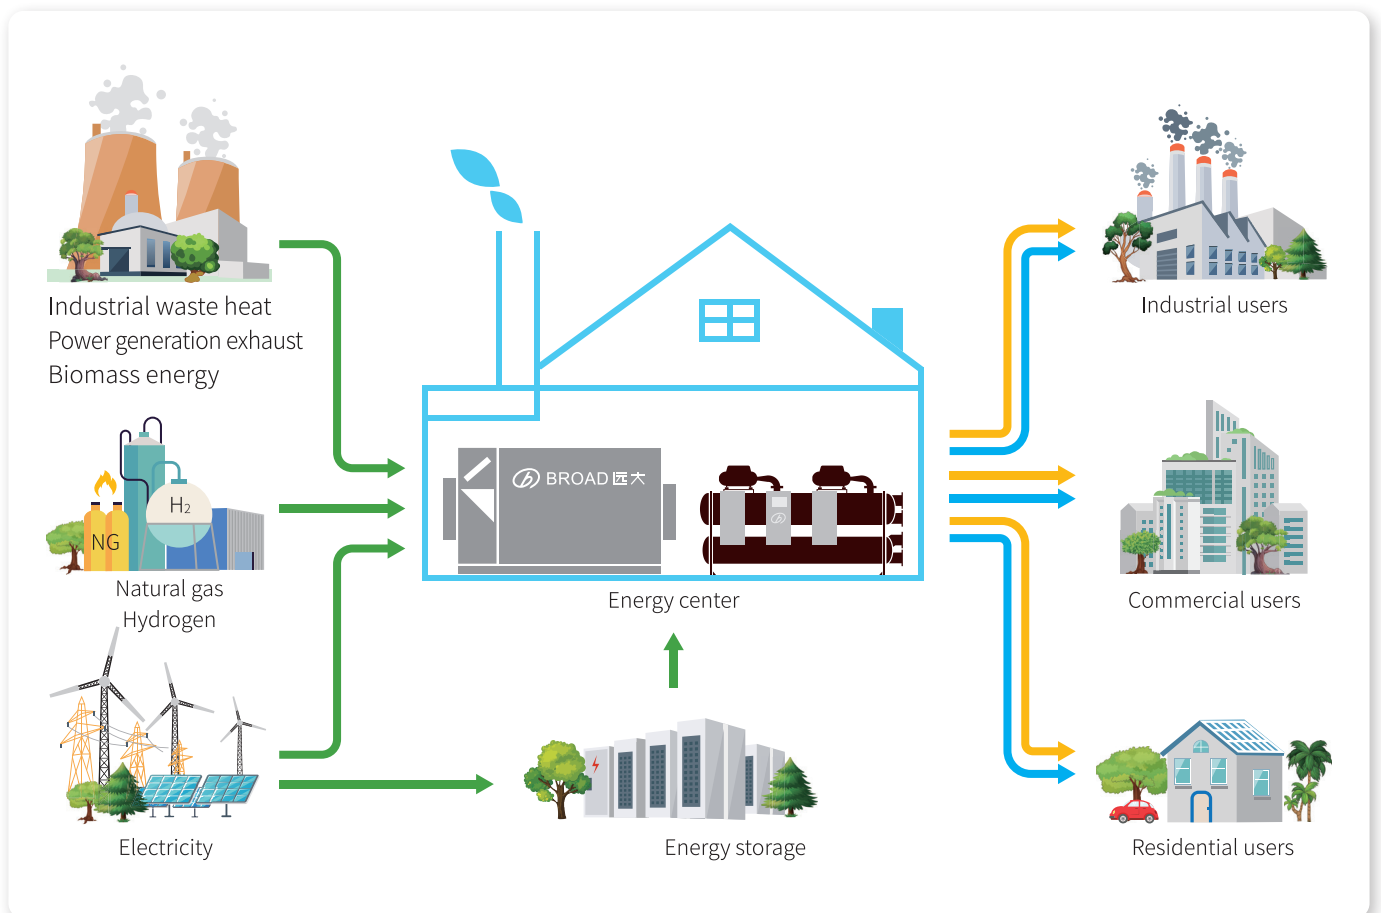 Industrial waste heat
Power generation exhaust
Biomass energy
H2
NG
Natural gas
Hydrogen
Electricity
BROAD 远大
Energy center
Energy storage
Industrial users
Commercial users
Residential users